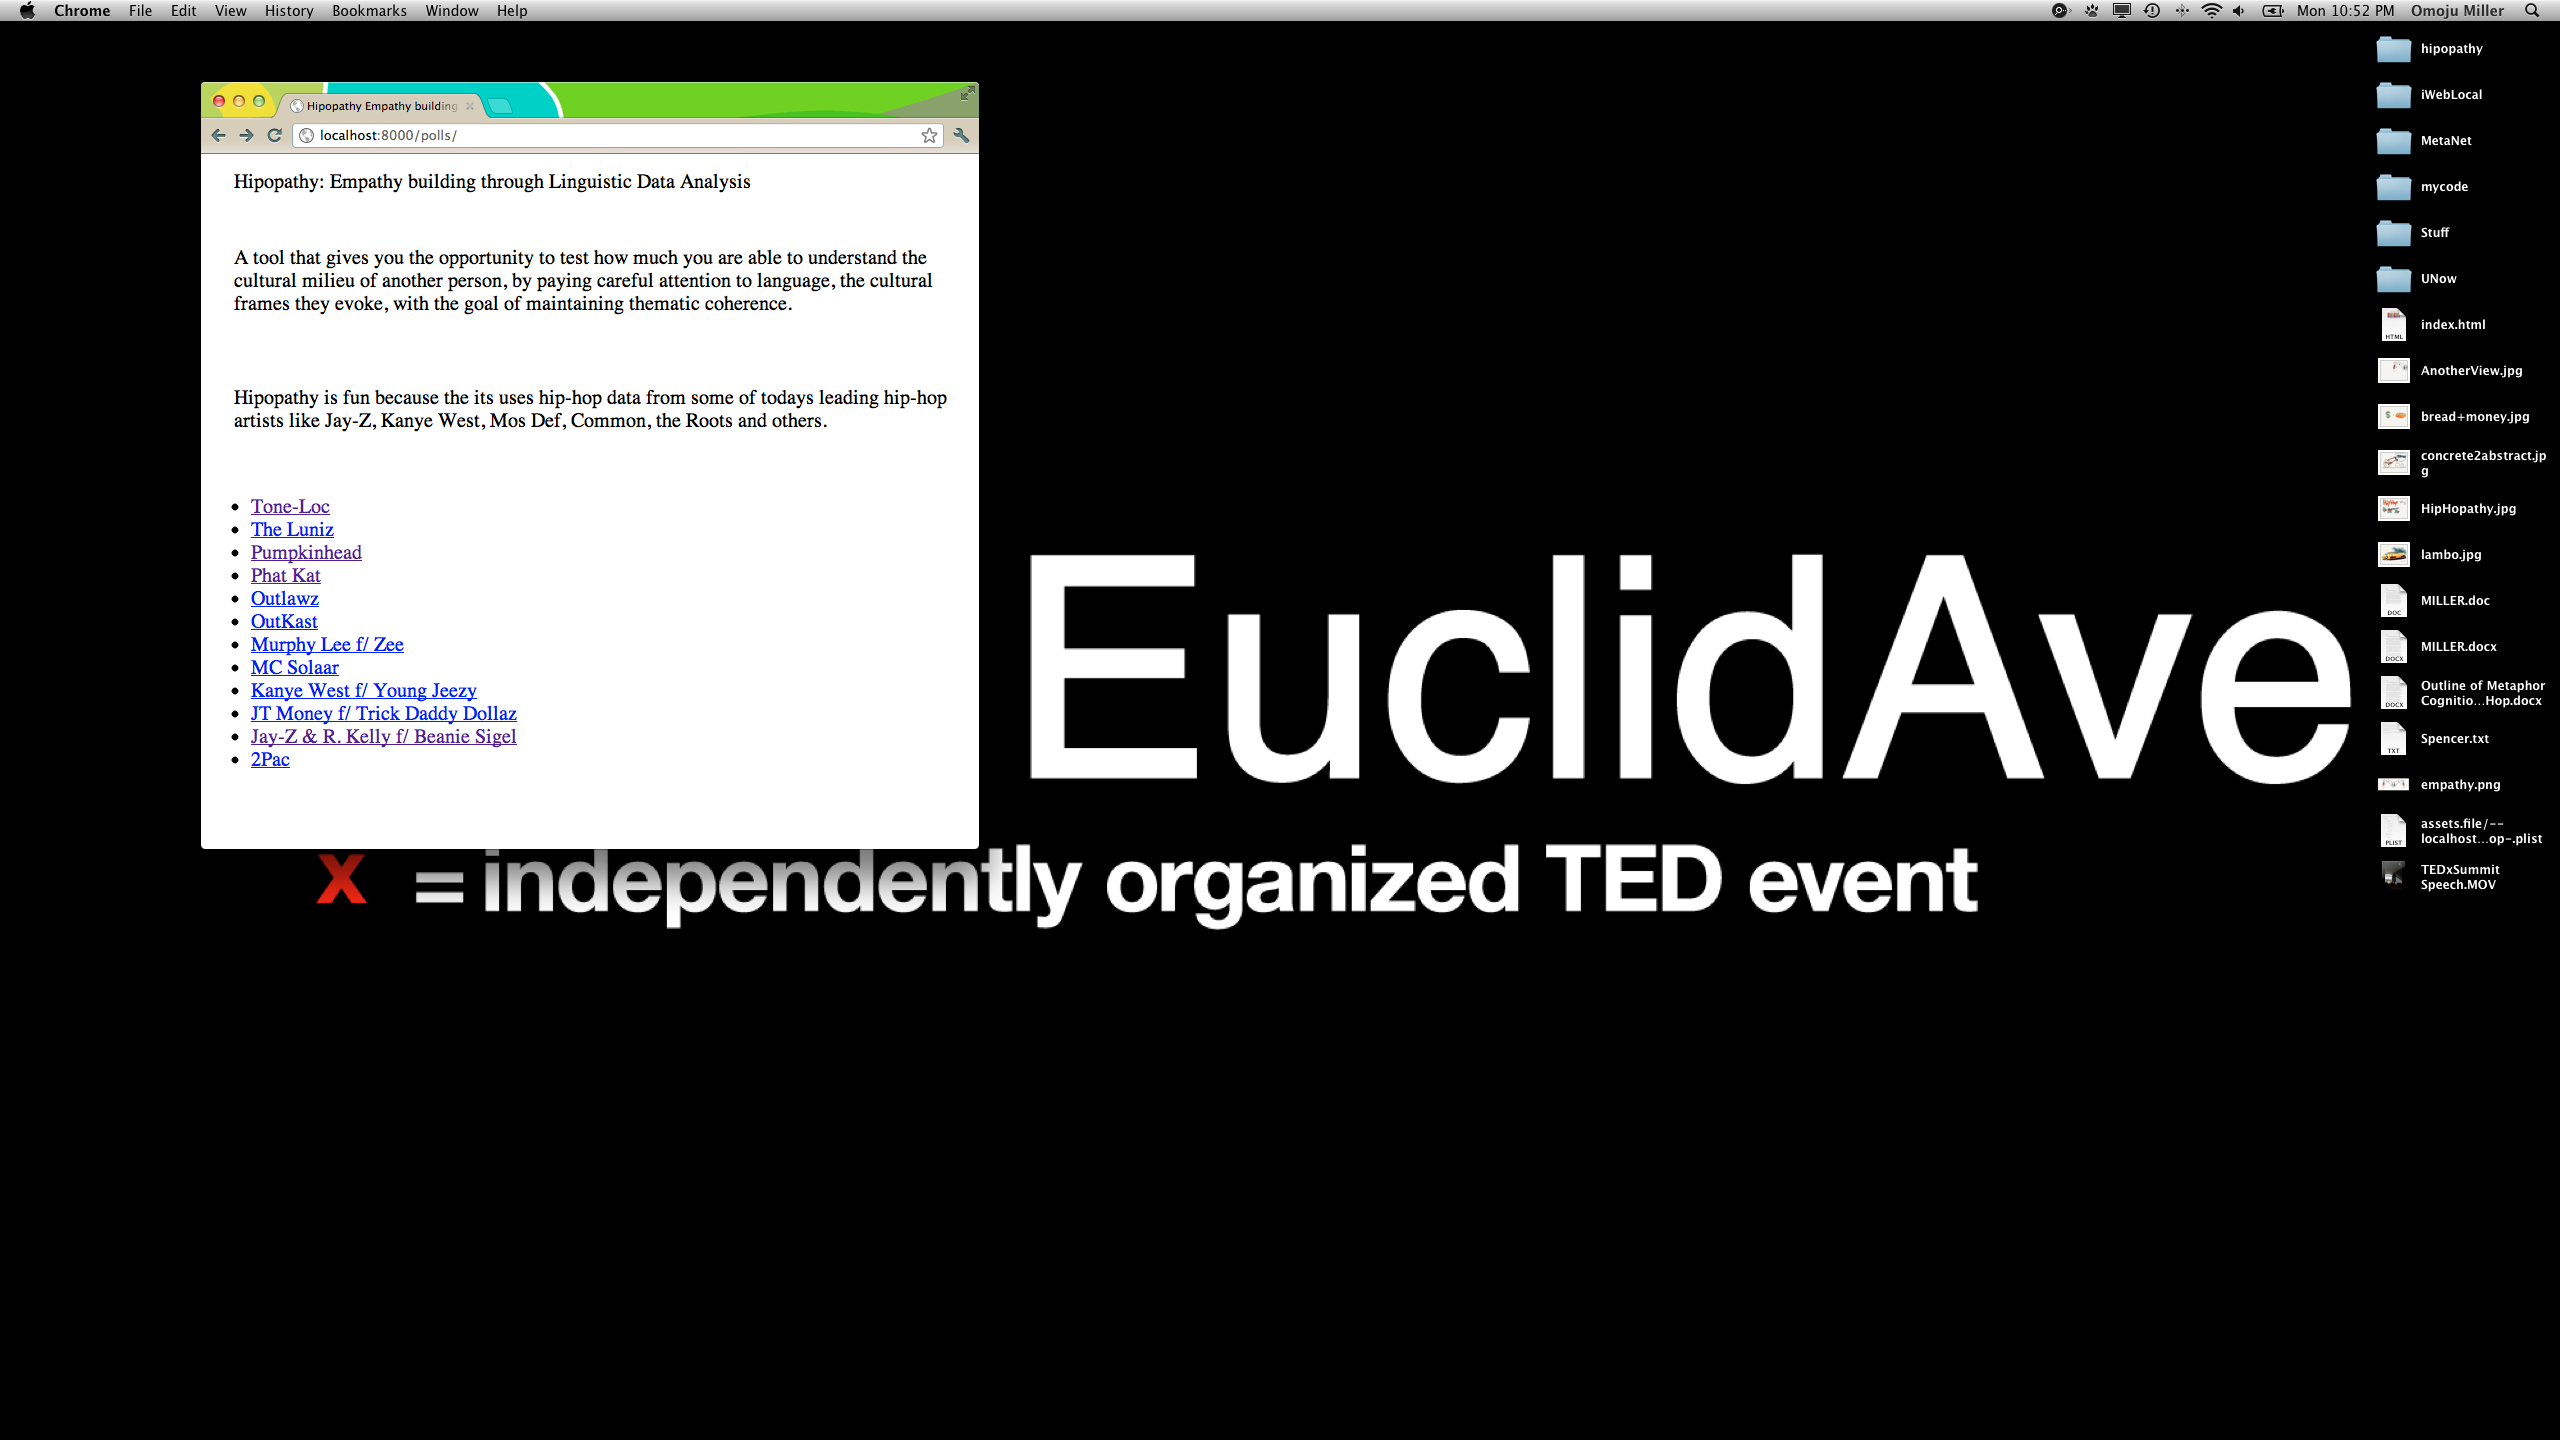 Chrome File Edit View History Bookmarks Window Help
Mon 10:52 PM Omoju Miller
Hipopathy Empathy building
localhost:8000/polls/
Hipopathy: Empathy building through Linguistic Data Analysis
A tool that gives you the opportunity to test how much you are able to understand the
cultural milieu of another person, by paying careful attention to language, the cultural
frames they evoke, with the goal of maintaining thematic coherence.
Hipopathy is fun because the its uses hip-hop data from some of todays leading hip-hop
artists like Jay-Z, Kanye West, Mos Def, Common, the Roots and others.
Tone-Loc
The Luniz
Pumpkinhead
Phat Kat
Outlawz
OutKast
Murphy Lee f/ Zee
MC Solaar
Kanye West f/ Young Jeezy
JT Money f/ Trick Daddy Dollaz
Jay-Z & R. Kelly f/ Beanie Sigel
2Pac
EuclidAve
x = independently organized TED event
hipopathy
iWebLocal
MetaNet
mycode
Stuff
UNow
HTML
index.html
AnotherView.jpg
bread+money.jpg
concrete2abstract.jp
g
HipHopathy.jpg
lambo.jpg
DOC
MILLER.doc
DOCX
MILLER.docx
DOCX
Outline of Metaphor
Cognitio...Hop.docx
TXT
Spencer.txt
empathy.png
PLIST
assets.file/--
localhost...op-.plist
TEDxSummit
Speech.MOV